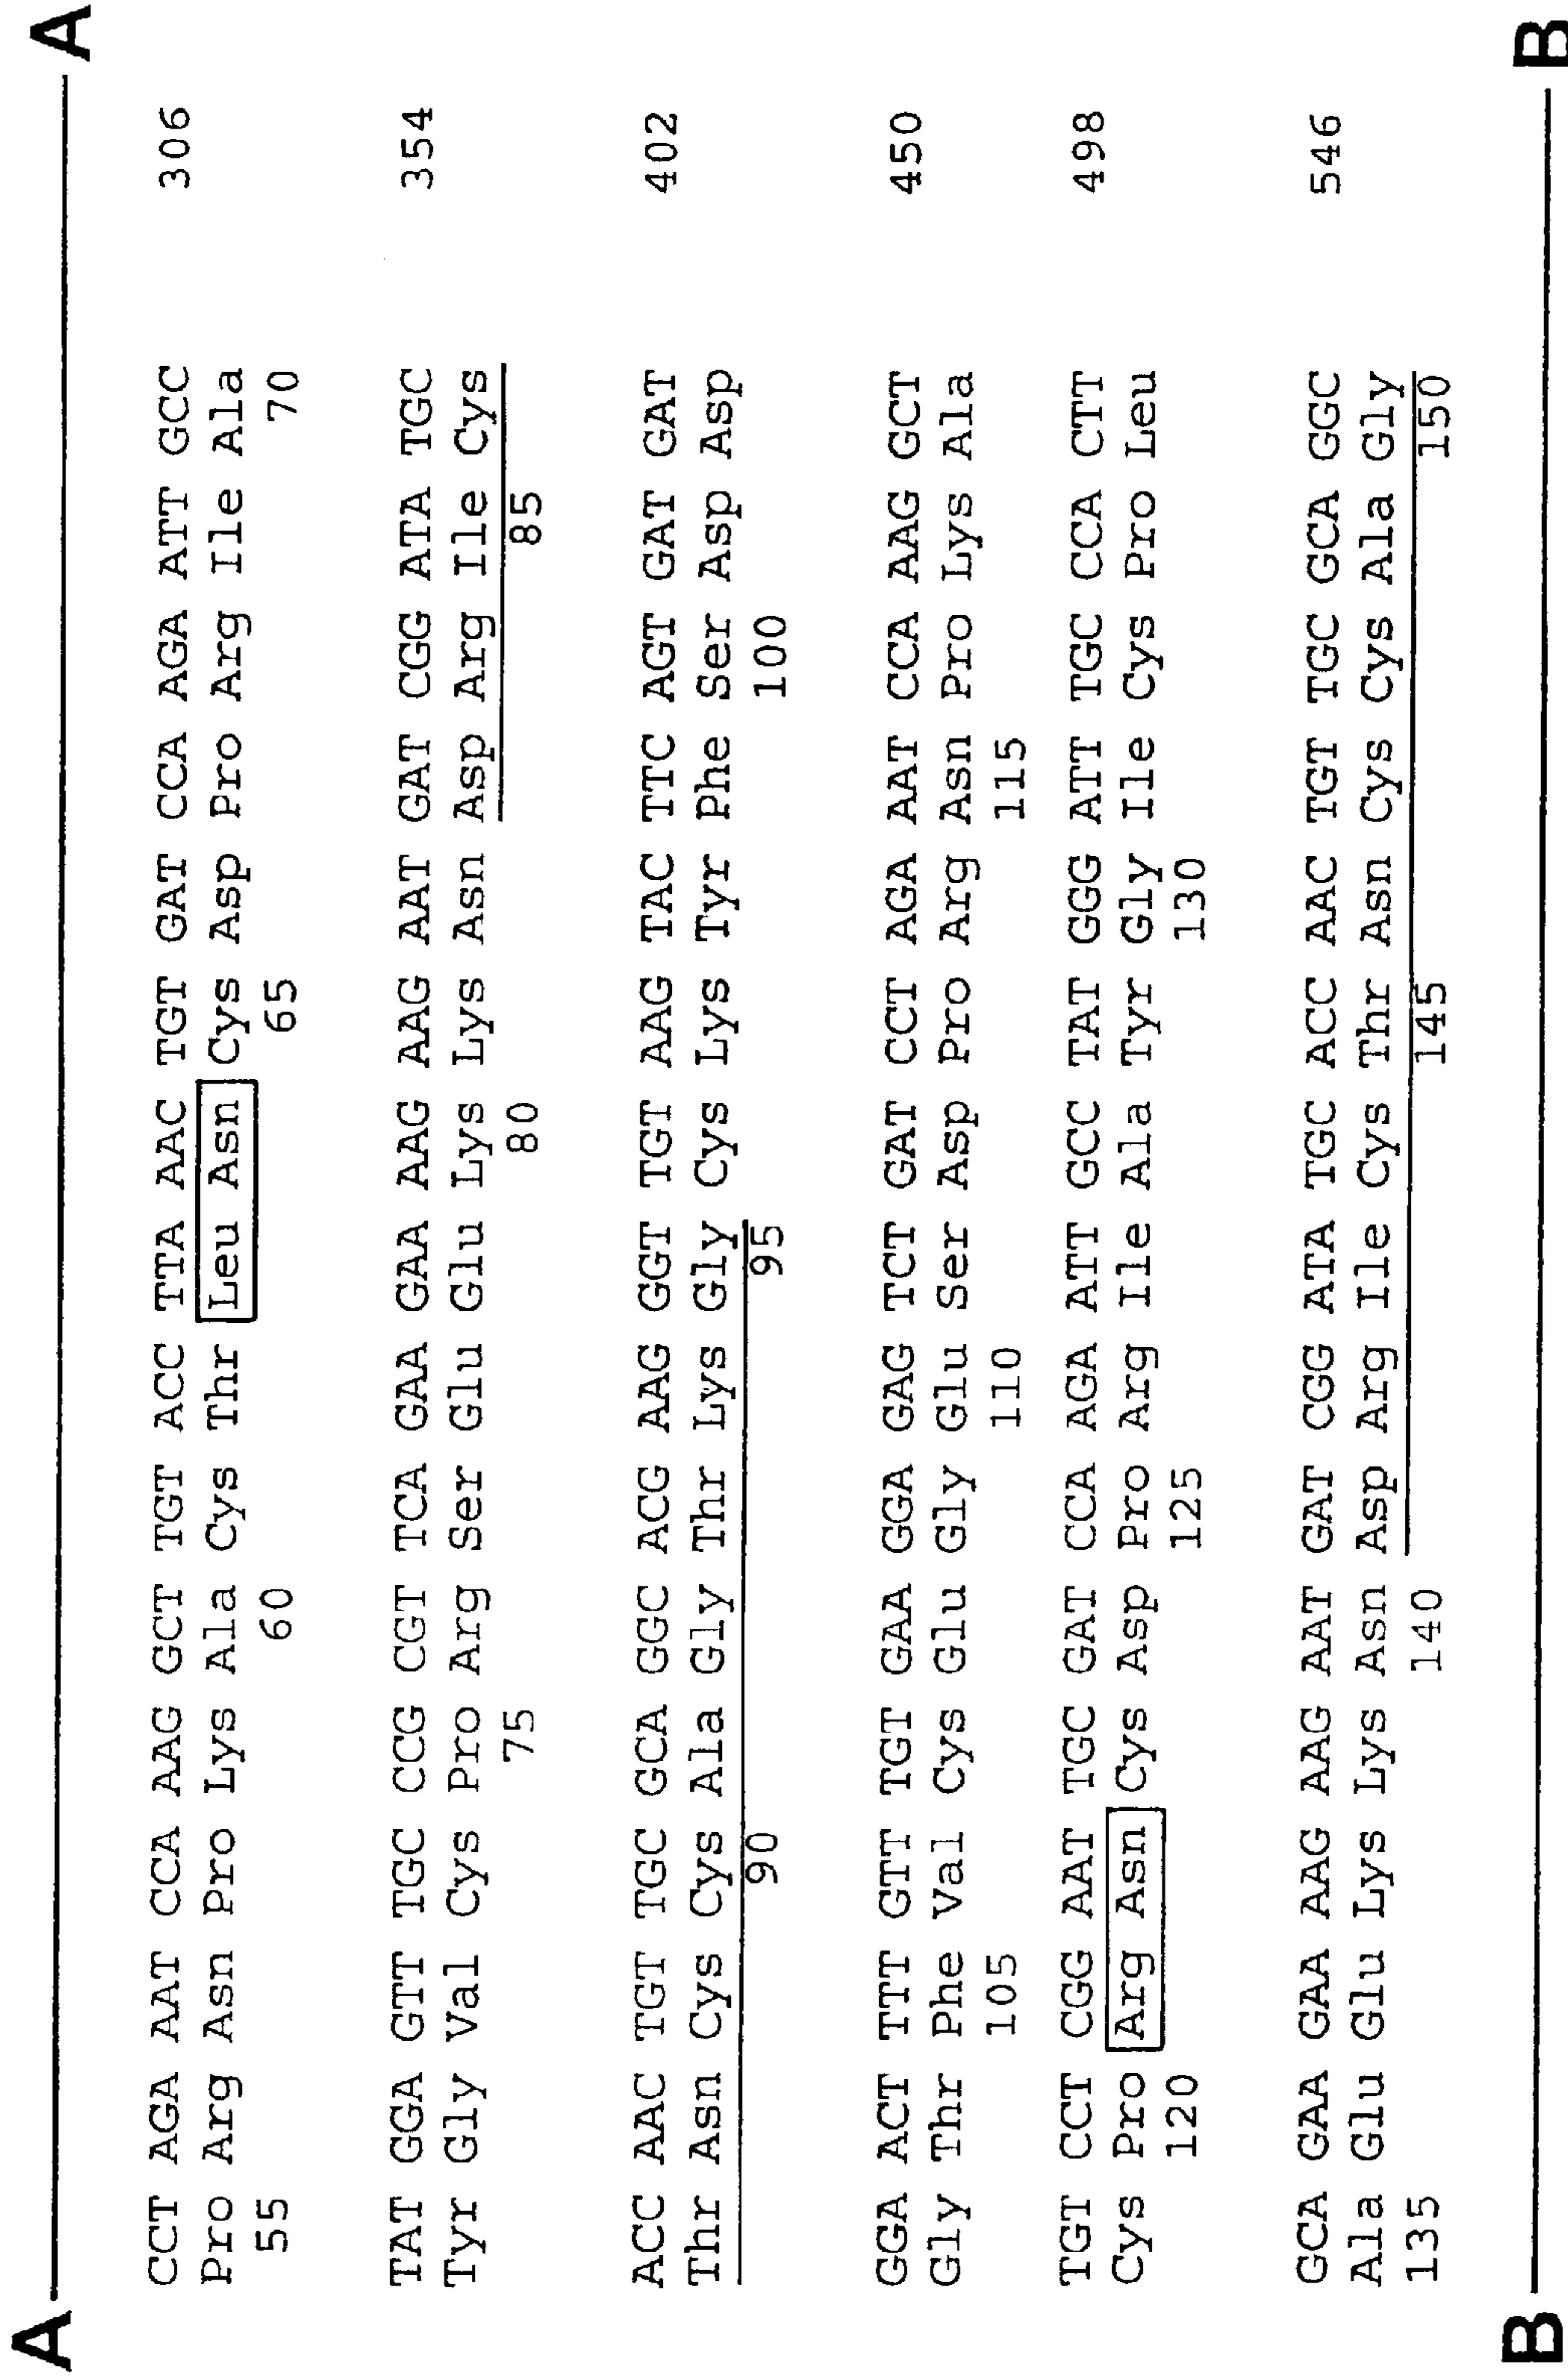 A A
CCT AGA AAT CCA AAG GCT TGT ACC TTA AAC TGT GAT CCA AGA ATT GCC 306
Pro Arg Asn Pro Lys Ala Cys Thr Leu Asn Cys Asp Pro Arg Ile Ala
55 60 65 70
TAT GGA GTT TGC CCG CGT TCA GAA GAA AAG AAG AAT GAT CGG ATA TGC 354
Tyr Gly Val Cys Pro Arg Ser Glu Glu Lys Lys Asn Asp Arg Ile Cys
75 80 85
ACC AAC TGT TGC GCA GGC ACG AAG GGT TGT AAG TAC TTC AGT GAT GAT 402
Thr Asn Cys Cys Ala Gly Thr Lys Gly Cys Lys Tyr Phe Ser Asp Asp
90 95 100
GGA ACT TTT GTT TGT GAA GGA GAG TCT GAT CCT AGA AAT CCA AAG GCT 450
Gly Thr Phe Val Cys Glu Gly Glu Ser Asp Pro Arg Asn Pro Lys Ala
105 110 115
TGT CCT CGG AAT TGC GAT CCA AGA ATT GCC TAT GGG ATT TGC CCA CTT 498
Cys Pro Arg Asn Cys Asp Pro Arg Ile Ala Tyr Gly Ile Cys Pro Leu
120 125 130
GCA GAA GAA AAG AAG AAT GAT CGG ATA TGC ACC AAC TGT TGC GCA GGC 546
Ala Glu Glu Lys Lys Asn Asp Arg Ile Cys Thr Asn Cys Cys Ala Gly
135 140 145 150
B B